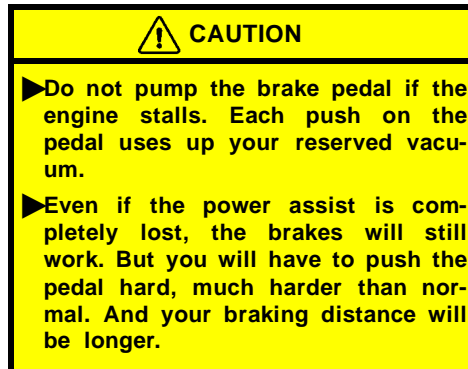 CAUTION
▶Do not pump the brake pedal if the
engine stalls. Each push on the
pedal uses up your reserved vacu-
um.
▶Even if the power assist is com-
pletely lost, the brakes will still
work. But you will have to push the
pedal hard, much harder than nor-
mal. And your braking distance will
be longer.